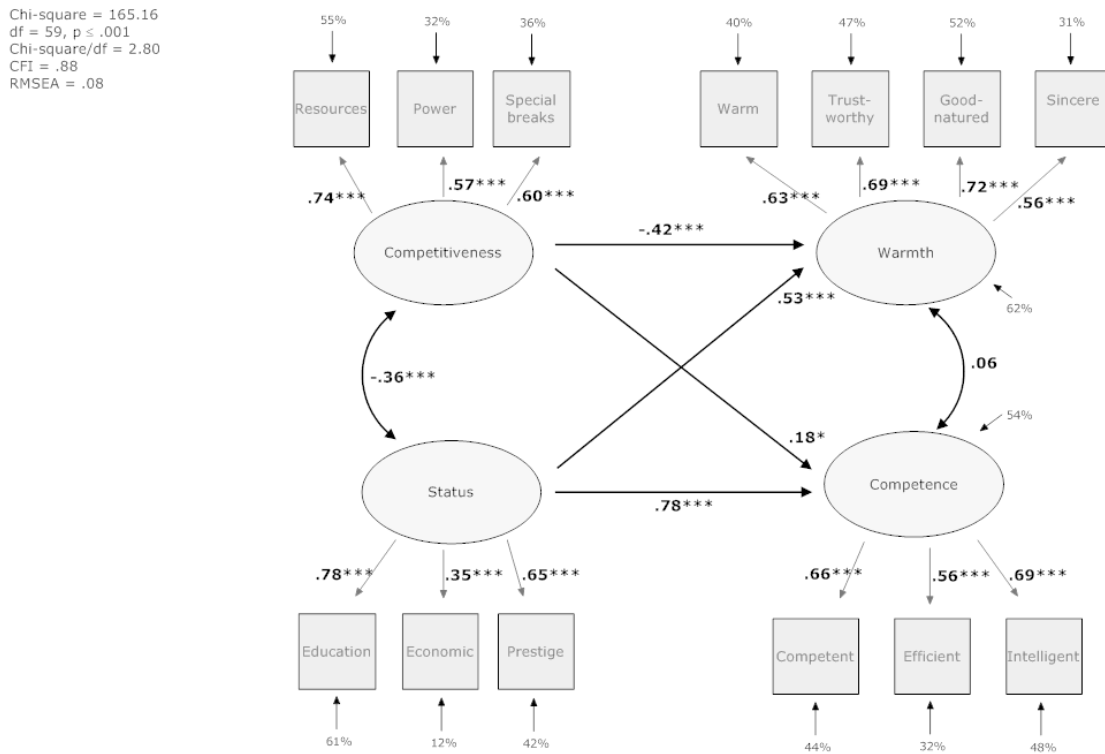 Chi-square = 165.16
df = 59, p ≤ .001
Chi-square/df = 2.80
CFI = .88
RMSEA = .08
55%
32%
36%
40%
47%
52%
31%
Resources
Power
Special
breaks
Warm
Trust-
worthy
Good-
natured
Sincere
.74***
.57***
.60***
.63***
.69***
.72***
.56***
Competitiveness
-.42***
Warmth
.53***
62%
-.36***
.06
54%
.18*
Status
.78***
Competence
.78***
.35***
.65***
.66***
.56***
.69***
Education
Economic
Prestige
Competent
Efficient
Intelligent
61%
12%
42%
44%
32%
48%